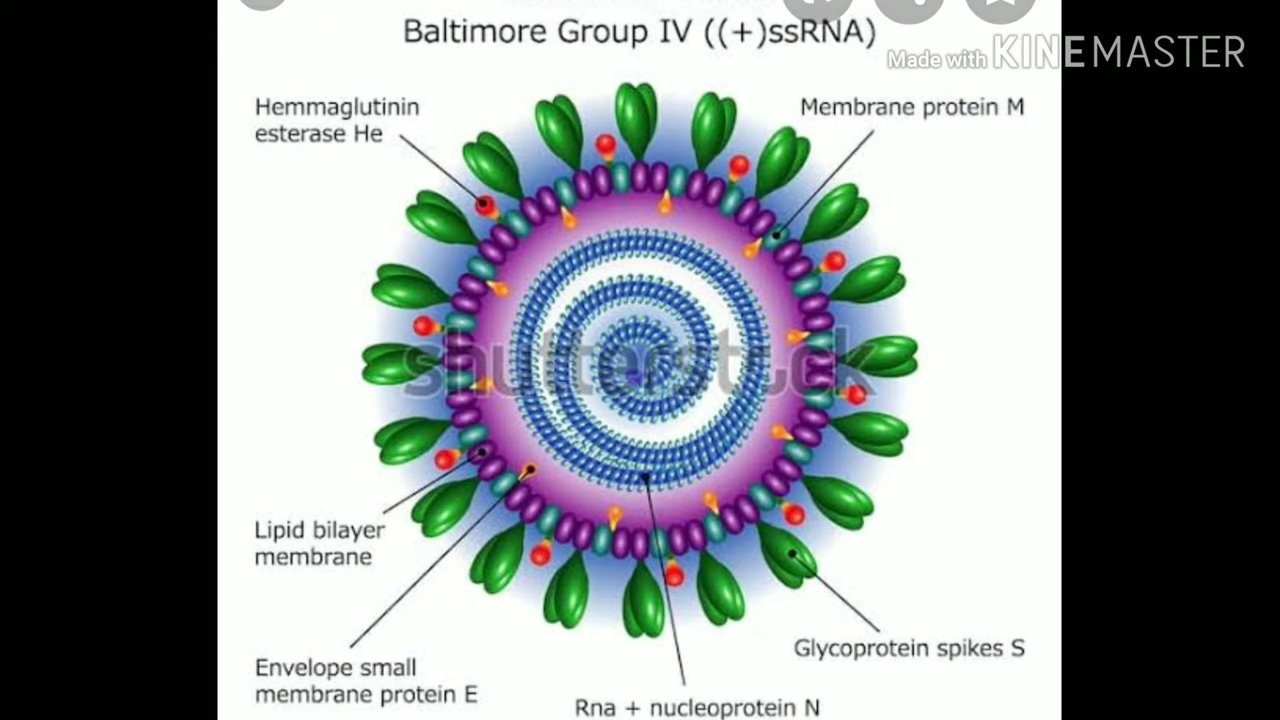 Baltimore Group IV ((+)ssRNA)
Made with KINEMASTER
Hemmaglutinin
esterase He
Membrane protein M
shutterstock
Lipid bilayer
membrane
Envelope small
membrane protein E
Glycoprotein spikes S
Rna + nucleoprotein N